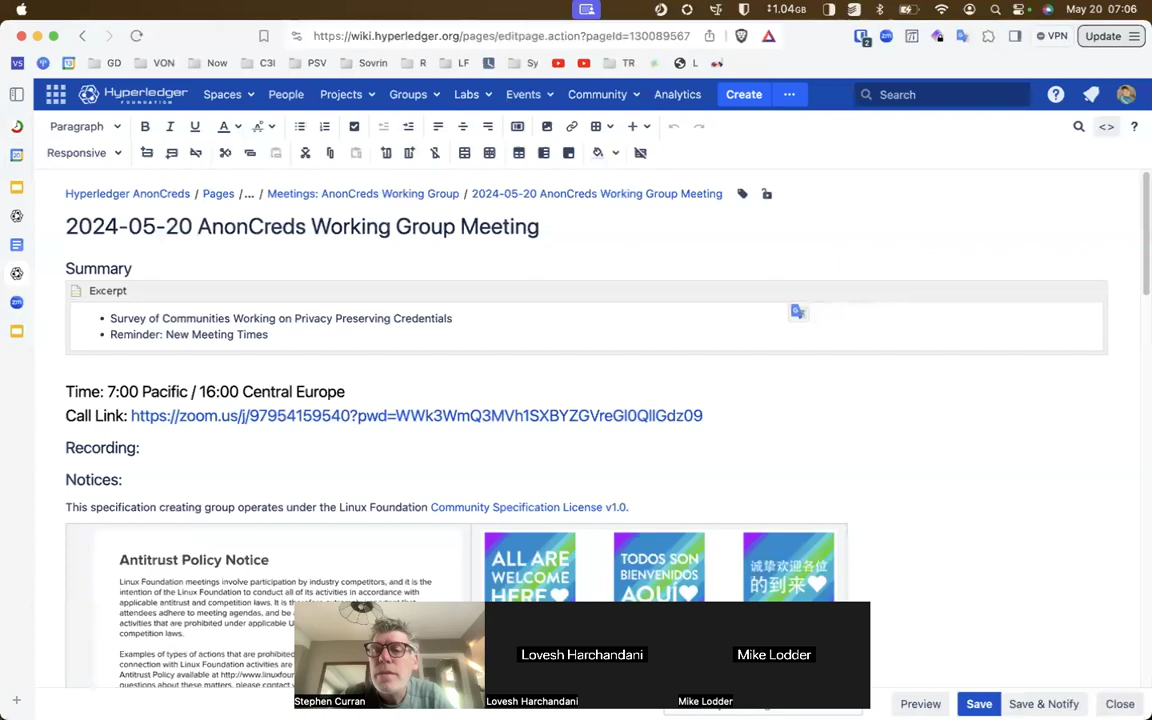 1.04GB
May 20 07:06
https://wiki.hyperledger.org/pages/editpage.action?pageId=130089567
VPN
Update
GD VON Now C3I PSV Sovrin R LF Sy TR L
Hyperledger FOUNDATION Spaces People Projects Groups Labs Events Community Analytics Create ... Search
Paragraph B I U A
Responsive
Hyperledger AnonCreds / Pages /... / Meetings: AnonCreds Working Group / 2024-05-20 AnonCreds Working Group Meeting
2024-05-20 AnonCreds Working Group Meeting
Summary
Excerpt
• Survey of Communities Working on Privacy Preserving Credentials
• Reminder: New Meeting Times
Time: 7:00 Pacific / 16:00 Central Europe
Call Link: https://zoom.us/j/97954159540?pwd=WWk3WmQ3MVh1SXBYZGVreGl0QllGdz09
Recording:
Notices:
This specification creating group operates under the Linux Foundation Community Specification License v1.0.
Antitrust Policy Notice
Linux Foundation meetings involve participation by industry competitors, and it is the
intention of the Linux Foundation to conduct all of its activities in accordance with
applicable antitrust and competition laws. It is
attendees adhere to meeting agendas, and be
activities that are prohibited under applicable U
competition laws.
Examples of types of actions that are prohibited
connection with Linux Foundation activities are
Antitrust Policy available at http://www.linuxfou
questions about these matters, please contact
ALL ARE
WELCOME
HERE
TODOS SON
BIENVENIDOS
AQUÍ
诚挚欢迎各位
的到来
Lovesh Harchandani
Mike Lodder
Stephen Curran
Lovesh Harchandani
Mike Lodder
Preview Save Save & Notify Close